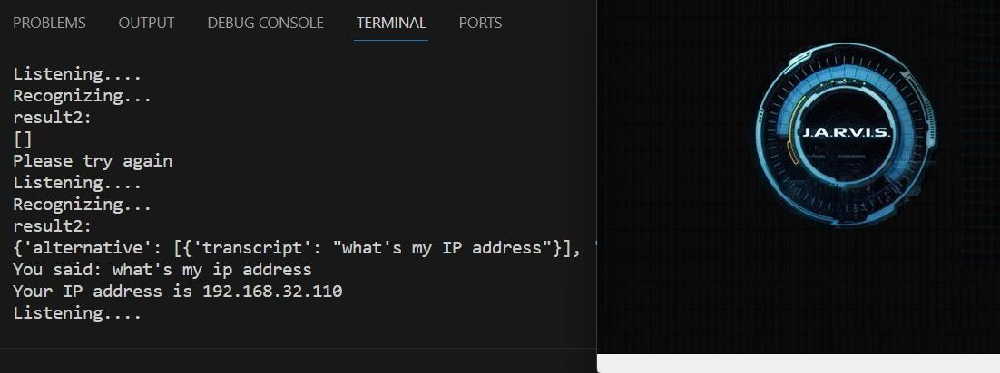 PROBLEMS OUTPUT DEBUG CONSOLE TERMINAL PORTS
Listening....
Recognizing...
result2:
[]
Please try again
Listening....
Recognizing...
result2:
{'alternative': [{'transcript': "what's my IP address"}], '
You said: what's my ip address
Your IP address is 192.168.32.110
Listening....
J.A.R.V.I.S.